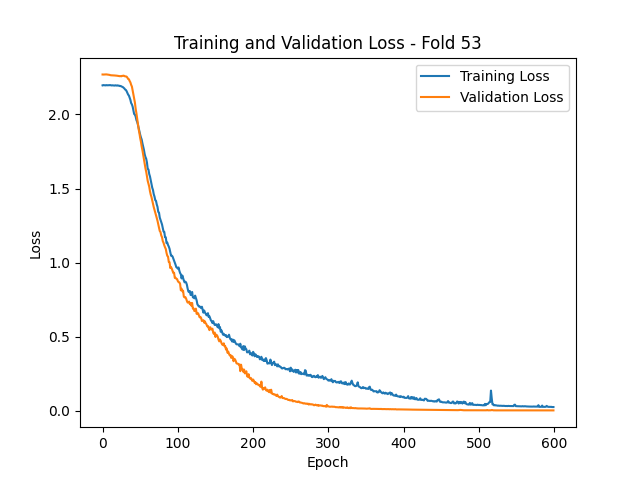 Training and Validation Loss - Fold 53
Training Loss
Validation Loss
Loss
2.0
1.5
1.0
0.5
0.0
0 100 200 300 400 500 600
Epoch